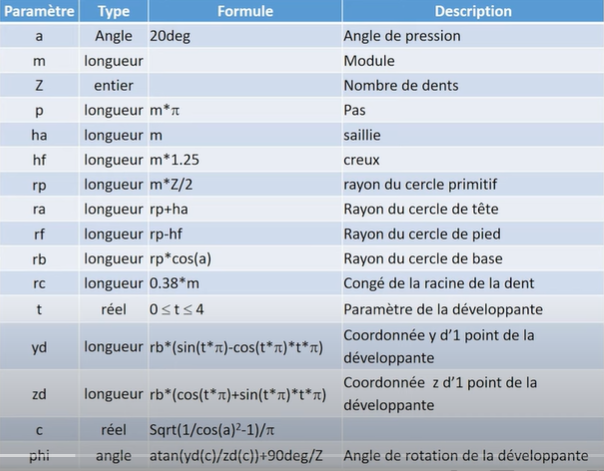 Paramètre Type Formule Description
a Angle 20deg Angle de pression
m longueur Module
Z entier Nombre de dents
p longueur m*π Pas
ha longueur m saillie
hf longueur m*1.25 creux
rp longueur m*Z/2 rayon du cercle primitif
ra longueur rp+ha Rayon du cercle de tête
rf longueur rp-hf Rayon du cercle de pied
rb longueur rp*cos(a) Rayon du cercle de base
rc longueur 0.38*m Congé de la racine de la dent
t réel 0 ≤ t ≤ 4 Paramètre de la développante
yd longueur rb*(sin(t*π)-cos(t*π)*t*π) Coordonnée y d'1 point de la
développante
zd longueur rb*(cos(t*π)+sin(t*π)*t*π) Coordonnée z d'1 point de la
développante
c réel Sqrt(1/cos(a)²-1)/π
phi angle atan(yd(c)/zd(c))+90deg/Z Angle de rotation de la développante